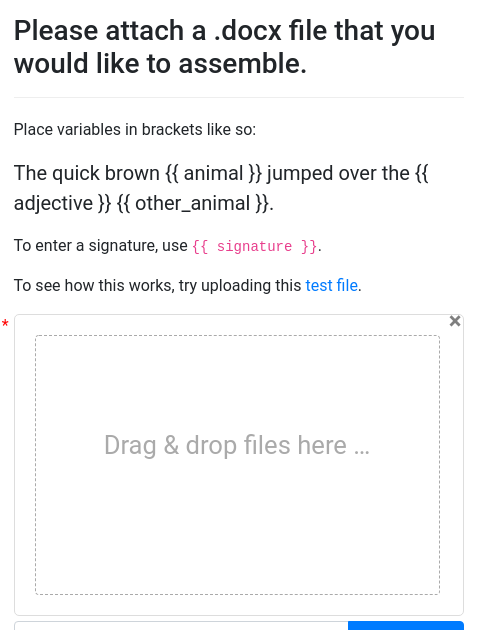 Please attach a .docx file that you
would like to assemble.
Place variables in brackets like so:
The quick brown {{ animal }} jumped over the {{
adjective }} {{ other_animal }}.
To enter a signature, use {{ signature }}.
To see how this works, try uploading this test file.
*
×
Drag & drop files here …